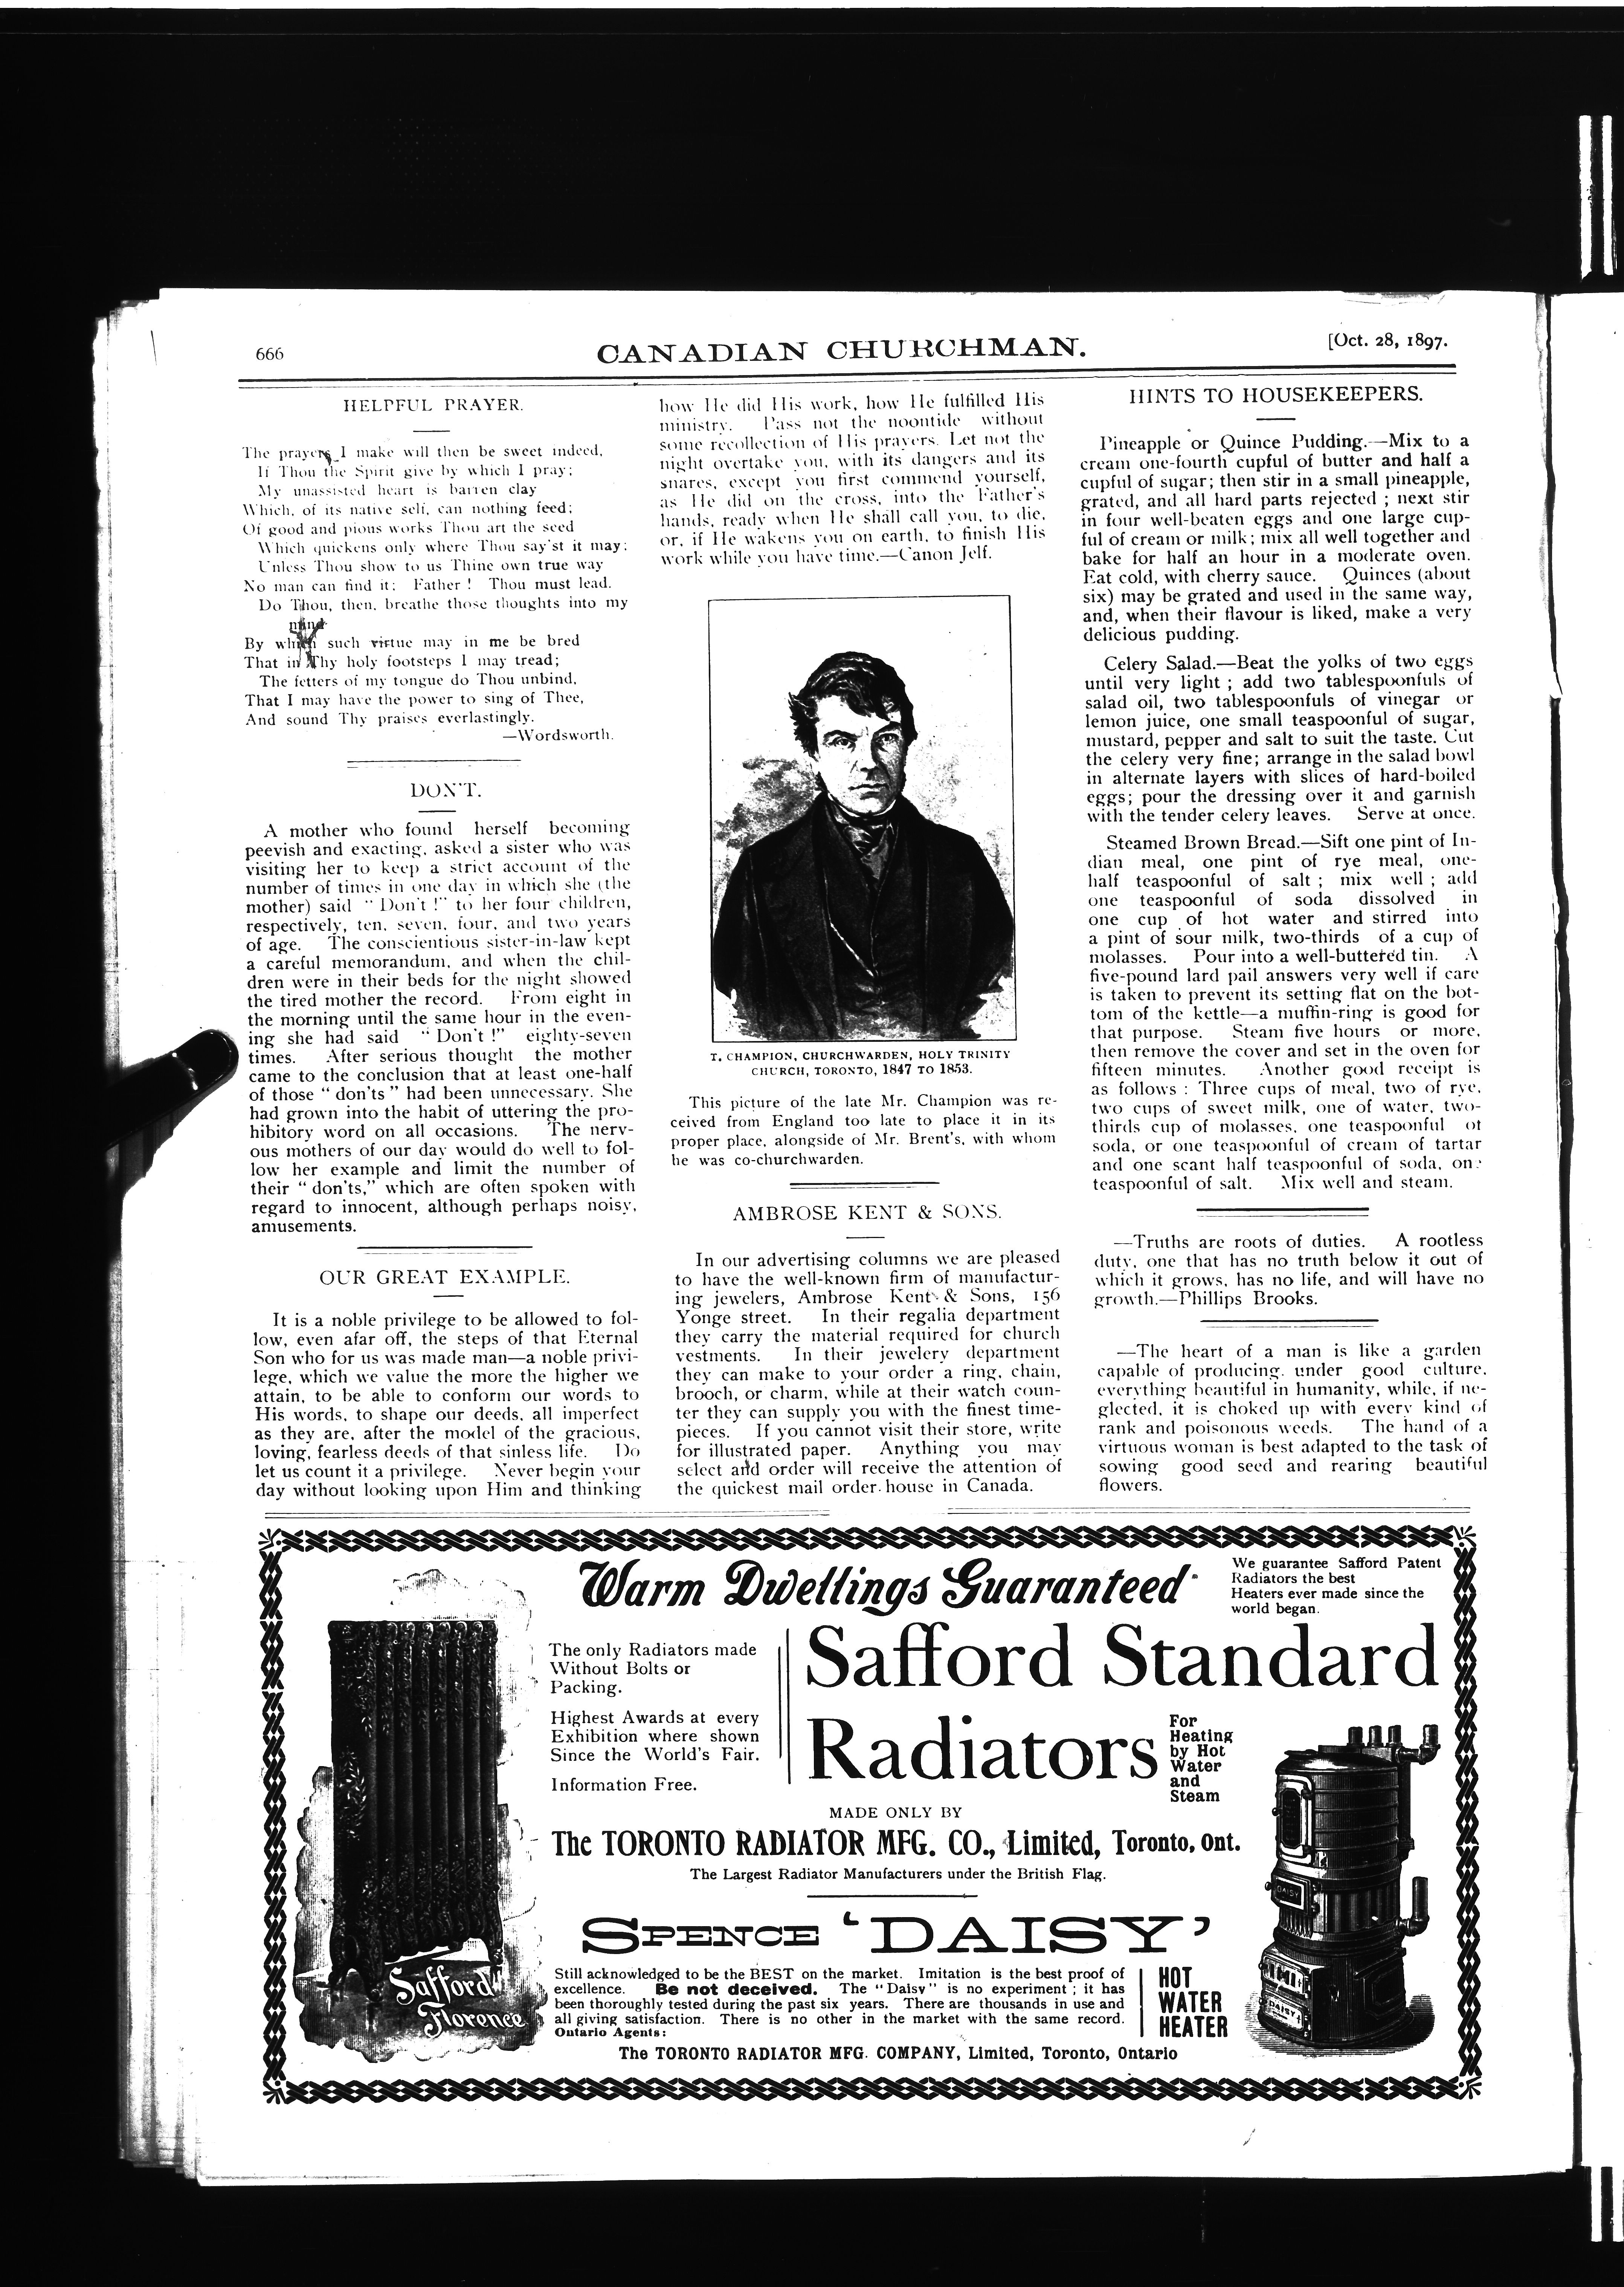 666
CANADIAN CHURCHMAN.
[Oct. 28, 1897.
HELPFUL PRAYER.
The prayers I make will then be sweet indeed,
If Thou the Spirit give by which I pray;
My unassisted heart is barren clay
Which, of its native self, can nothing feed;
Of good and pious works Thou art the seed
Which quickens only where Thou say'st it may;
Unless Thou show to us Thine own true way
No man can find it; Father! Thou must lead.
Do Thou, then, breathe those thoughts into my
mind
By which such virtue may in me be bred
That in Thy holy footsteps I may tread;
The fetters of my tongue do Thou unbind,
That I may have the power to sing of Thee,
And sound Thy praises everlastingly.
—Wordsworth.
DON'T.
A mother who found herself becoming
peevish and exacting, asked a sister who was
visiting her to keep a strict account of the
number of times in one day in which she (the
mother) said "Don't!" to her four children,
respectively, ten, seven, four, and two years
of age. The conscientious sister-in-law kept
a careful memorandum, and when the chil-
dren were in their beds for the night showed
the tired mother the record. From eight in
the morning until the same hour in the even-
ing she had said "Don't!" eighty-seven
times. After serious thought the mother
came to the conclusion that at least one-half
of those "don'ts" had been unnecessary. She
had grown into the habit of uttering the pro-
hibitory word on all occasions. The nerv-
ous mothers of our day would do well to fol-
low her example and limit the number of
their "don'ts," which are often spoken with
regard to innocent, although perhaps noisy,
amusements.
OUR GREAT EXAMPLE.
It is a noble privilege to be allowed to fol-
low, even afar off, the steps of that Eternal
Son who for us was made man—a noble privi-
lege, which we value the more the higher we
attain, to be able to conform our words to
His words, to shape our deeds, all imperfect
as they are, after the model of the gracious,
loving, fearless deeds of that sinless life. Do
let us count it a privilege. Never begin your
day without looking upon Him and thinking
how He did His work, how He fulfilled His
ministry. Pass not the noontide without
some recollection of His prayers. Let not the
night overtake you, with its dangers and its
snares, except you first commend yourself,
as He did on the cross, into the Father's
hands, ready when He shall call you, to die,
or, if He wakens you on earth, to finish His
work while you have time.—Canon Jelf.
T. CHAMPION, CHURCHWARDEN, HOLY TRINITY
CHURCH, TORONTO, 1847 TO 1853.
This picture of the late Mr. Champion was re-
ceived from England too late to place it in its
proper place, alongside of Mr. Brent's, with whom
he was co-churchwarden.
AMBROSE KENT & SONS.
In our advertising columns we are pleased
to have the well-known firm of manufactur-
ing jewelers, Ambrose Kent & Sons, 156
Yonge street. In their regalia department
they carry the material required for church
vestments. In their jewelery department
they can make to your order a ring, chain,
brooch, or charm, while at their watch coun-
ter they can supply you with the finest time-
pieces. If you cannot visit their store, write
for illustrated paper. Anything you may
select and order will receive the attention of
the quickest mail order house in Canada.
HINTS TO HOUSEKEEPERS.
Pineapple or Quince Pudding.—Mix to a
cream one-fourth cupful of butter and half a
cupful of sugar; then stir in a small pineapple,
grated, and all hard parts rejected; next stir
in four well-beaten eggs and one large cup-
ful of cream or milk; mix all well together and
bake for half an hour in a moderate oven.
Eat cold, with cherry sauce. Quinces (about
six) may be grated and used in the same way,
and, when their flavour is liked, make a very
delicious pudding.
Celery Salad.—Beat the yolks of two eggs
until very light; add two tablespoonfuls of
salad oil, two tablespoonfuls of vinegar or
lemon juice, one small teaspoonful of sugar,
mustard, pepper and salt to suit the taste. Cut
the celery very fine; arrange in the salad bowl
in alternate layers with slices of hard-boiled
eggs; pour the dressing over it and garnish
with the tender celery leaves. Serve at once.
Steamed Brown Bread.—Sift one pint of In-
dian meal, one pint of rye meal, one-
half teaspoonful of salt; mix well; add
one teaspoonful of soda dissolved in
one cup of hot water and stirred into
a pint of sour milk, two-thirds of a cup of
molasses. Pour into a well-buttered tin. A
five-pound lard pail answers very well if care
is taken to prevent its setting flat on the bot-
tom of the kettle—a muffin-ring is good for
that purpose. Steam five hours or more,
then remove the cover and set in the oven for
fifteen minutes. Another good receipt is
as follows: Three cups of meal, two of rye,
two cups of sweet milk, one of water, two-
thirds cup of molasses, one teaspoonful of
soda, or one teaspoonful of cream of tartar
and one scant half teaspoonful of soda, one
teaspoonful of salt. Mix well and steam.
—Truths are roots of duties. A rootless
duty, one that has no truth below it out of
which it grows, has no life, and will have no
growth.—Phillips Brooks.
—The heart of a man is like a garden
capable of producing, under good culture,
everything beautiful in humanity, while, if ne-
glected, it is choked up with every kind of
rank and poisonous weeds. The hand of a
virtuous woman is best adapted to the task of
sowing good seed and rearing beautiful
flowers.
Warm Dwellings Guaranteed
We guarantee Safford Patent
Radiators the best
Heaters ever made since the
world began.
The only Radiators made
Without Bolts or
Packing.
Highest Awards at every
Exhibition where shown
Since the World's Fair.
Information Free.
Safford Standard
Radiators
For
Heating
by Hot
Water
and
Steam
MADE ONLY BY
The TORONTO RADIATOR MFG. CO., Limited, Toronto, Ont.
The Largest Radiator Manufacturers under the British Flag.
SPENCE 'DAISY'
Still acknowledged to be the BEST on the market. Imitation is the best proof of
excellence. Be not deceived. The "Daisy" is no experiment; it has
been thoroughly tested during the past six years. There are thousands in use and
all giving satisfaction. There is no other in the market with the same record.
Ontario Agents:
HOT
WATER
HEATER
The TORONTO RADIATOR MFG. COMPANY, Limited, Toronto, Ontario
Safford
Florence
DAISY
DAISY